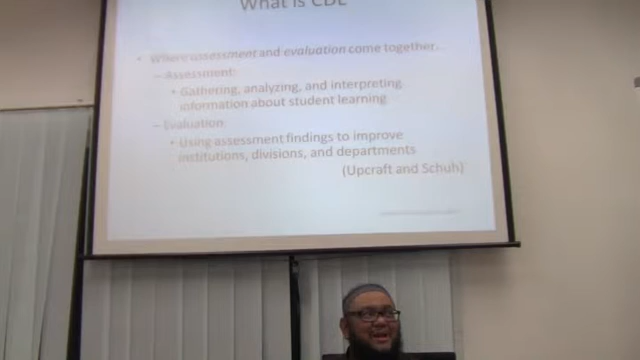 What is CDL
• Where assessment and evaluation come together.
– Assessment:
• Gathering, analyzing, and interpreting
information about student learning
– Evaluation:
• Using assessment findings to improve
institutions, divisions, and departments
(Upcraft and Schuh)